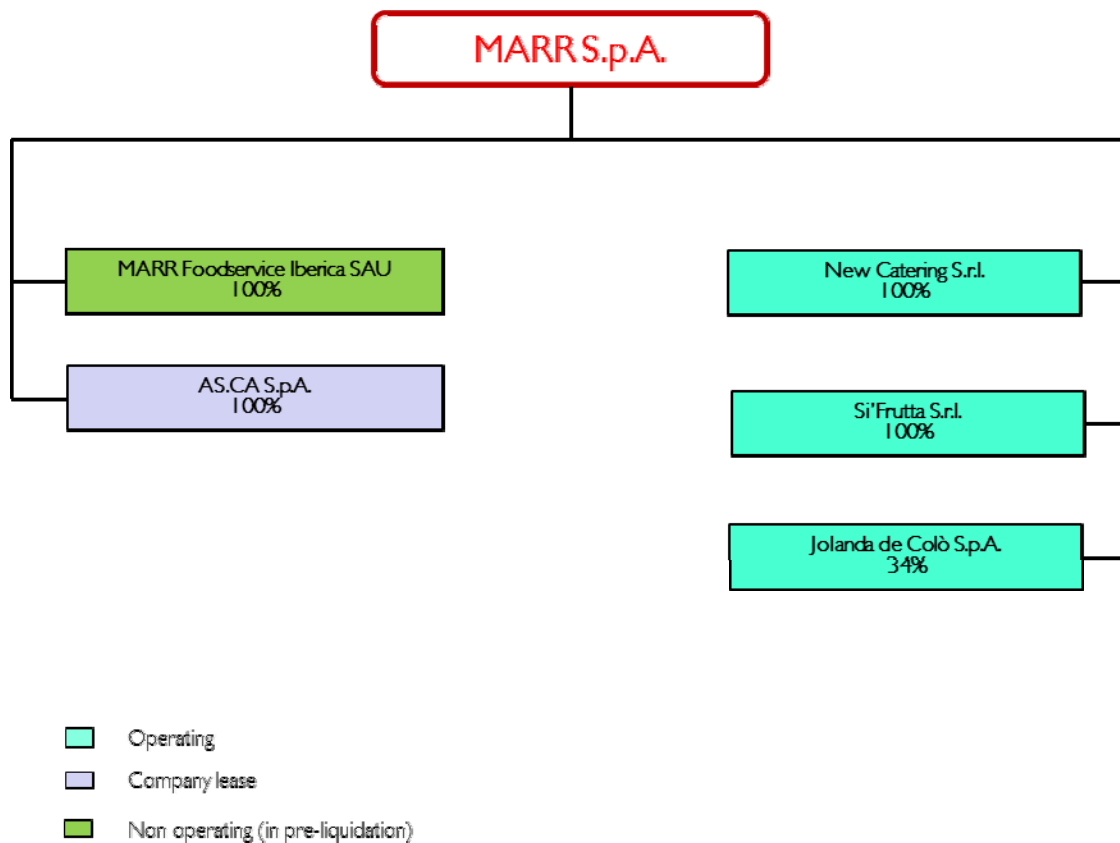 MARR S.p.A.
MARR Foodservice Iberica SAU
100%
New Catering S.r.l.
100%
AS.CA S.p.A.
100%
Si'Frutta S.r.l.
100%
Jolanda de Colò S.p.A.
34%
Operating
Company lease
Non operating (in pre-liquidation)